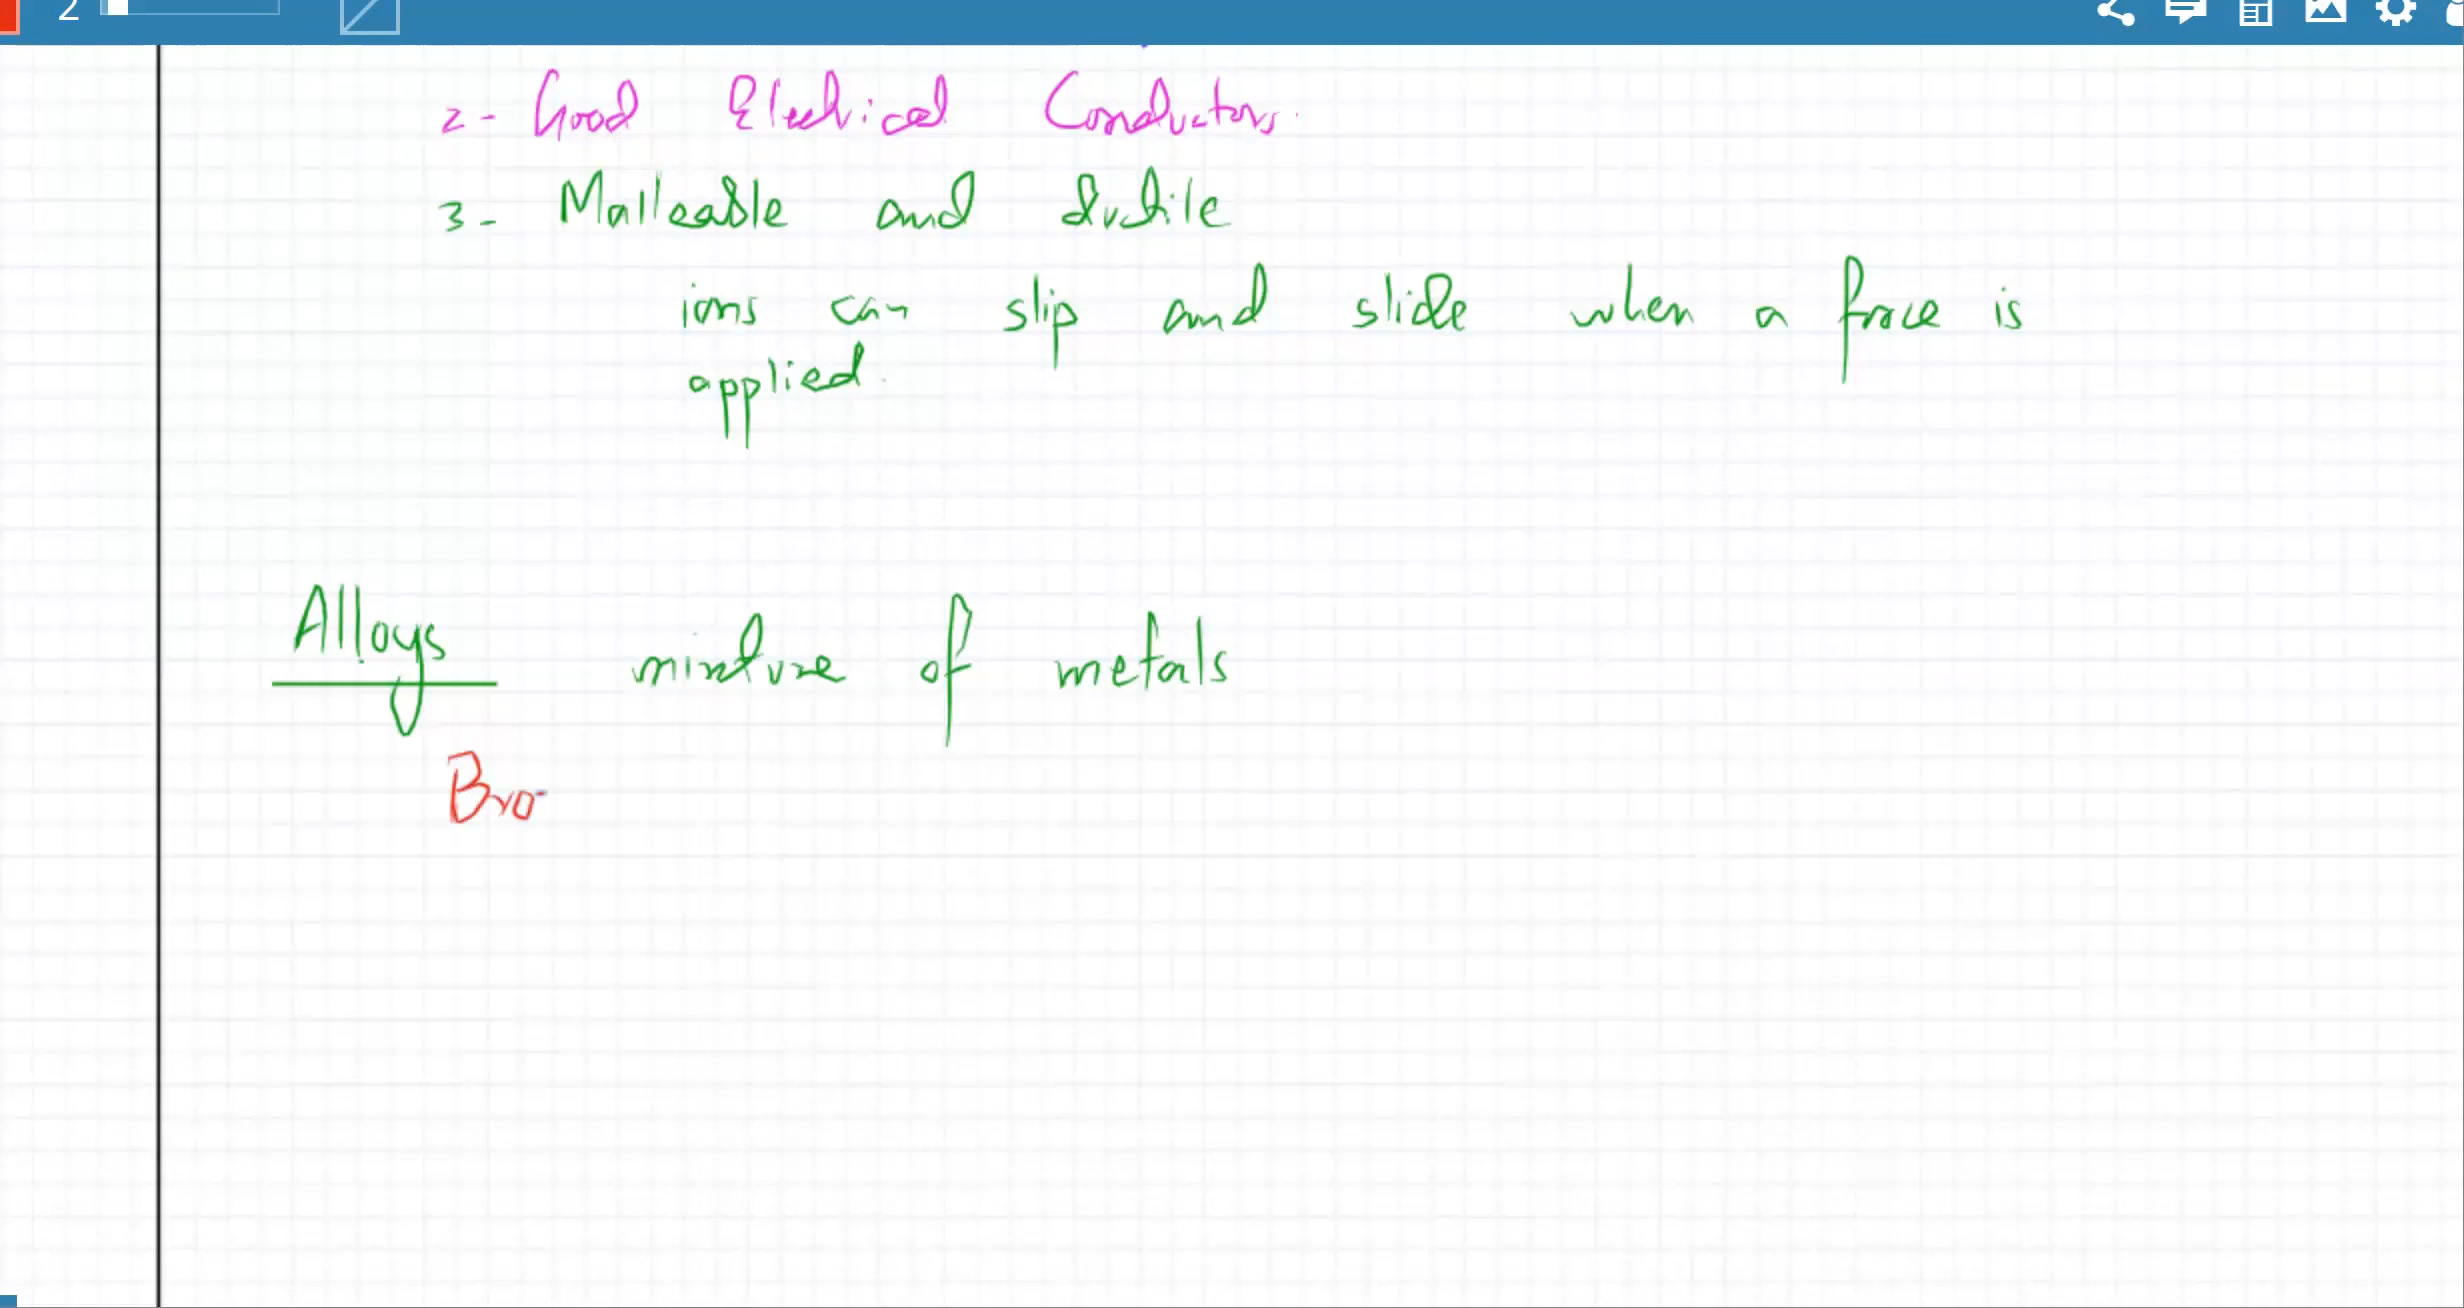 2
2- Good Electrical Conductors.
3- Malleable and ductile
ions can slip and slide when a force is
applied.
Alloys mixture of metals
Bro